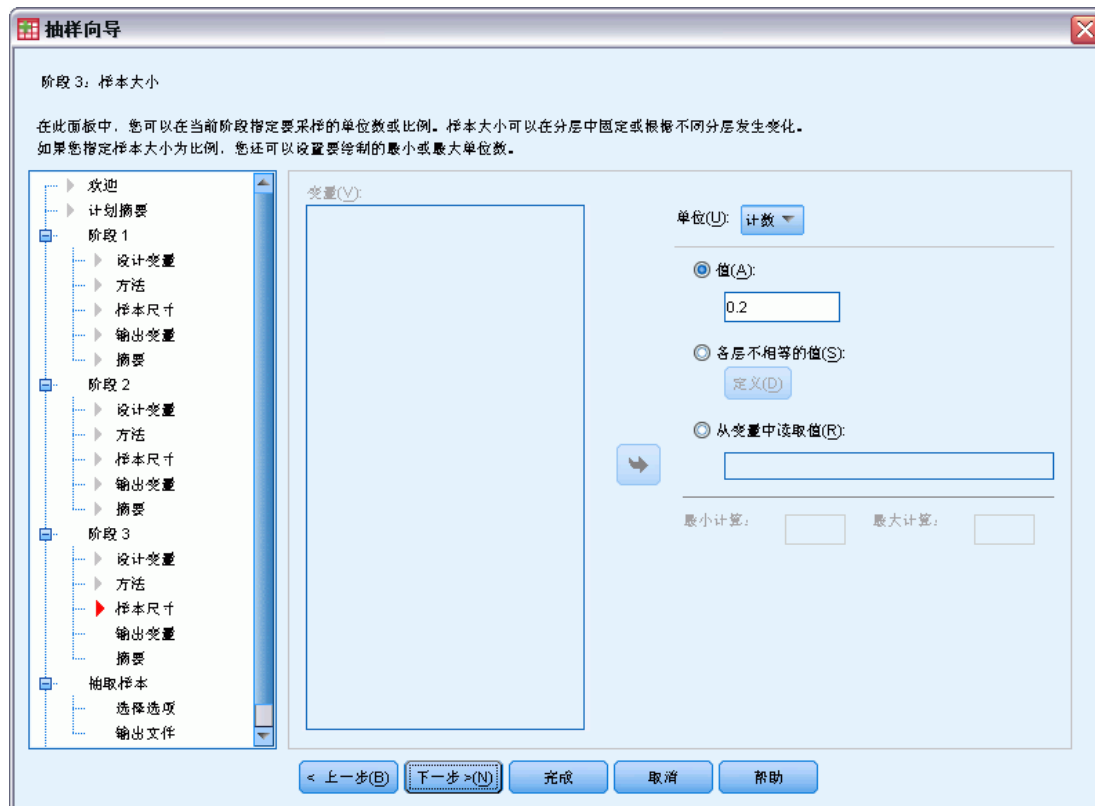 抽样向导
阶段 3：样本大小
在此面板中，您可以在当前阶段指定要采样的单位数或比例。样本大小可以在分层中固定或根据不同分层发生变化。
如果您指定样本大小为比例，您还可以设置要绘制的最小或最大单位数。
欢迎
计划摘要
阶段 1
设计变量
方法
样本尺寸
输出变量
摘要
阶段 2
设计变量
方法
样本尺寸
输出变量
摘要
阶段 3
设计变量
方法
样本尺寸
输出变量
摘要
抽取样本
选择选项
输出文件
变量(V):
单位(U): 计数
值(A):
0.2
各层不相等的值(S):
定义(D)
从变量中读取值(R):
最小计算： 最大计算：
< 上一步(B) 下一步 >(N) 完成 取消 帮助